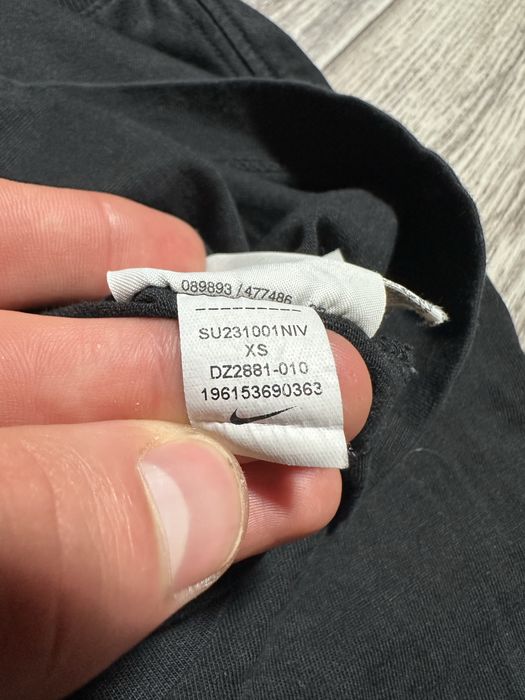 089893 / 477486
SU231001NIV
XS
DZ2881-010
196153690363